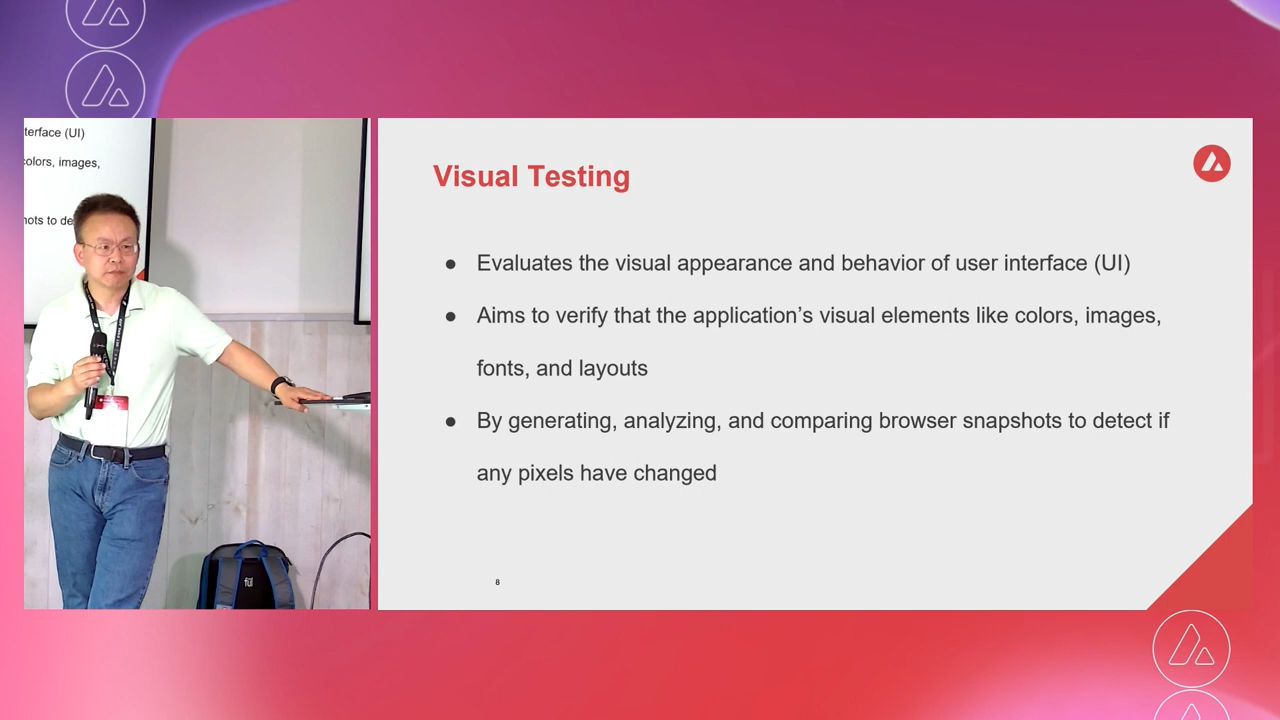 terface (UI)
colors, images,
hots to de
fūl
Visual Testing
● Evaluates the visual appearance and behavior of user interface (UI)
● Aims to verify that the application’s visual elements like colors, images,
fonts, and layouts
● By generating, analyzing, and comparing browser snapshots to detect if
any pixels have changed
8